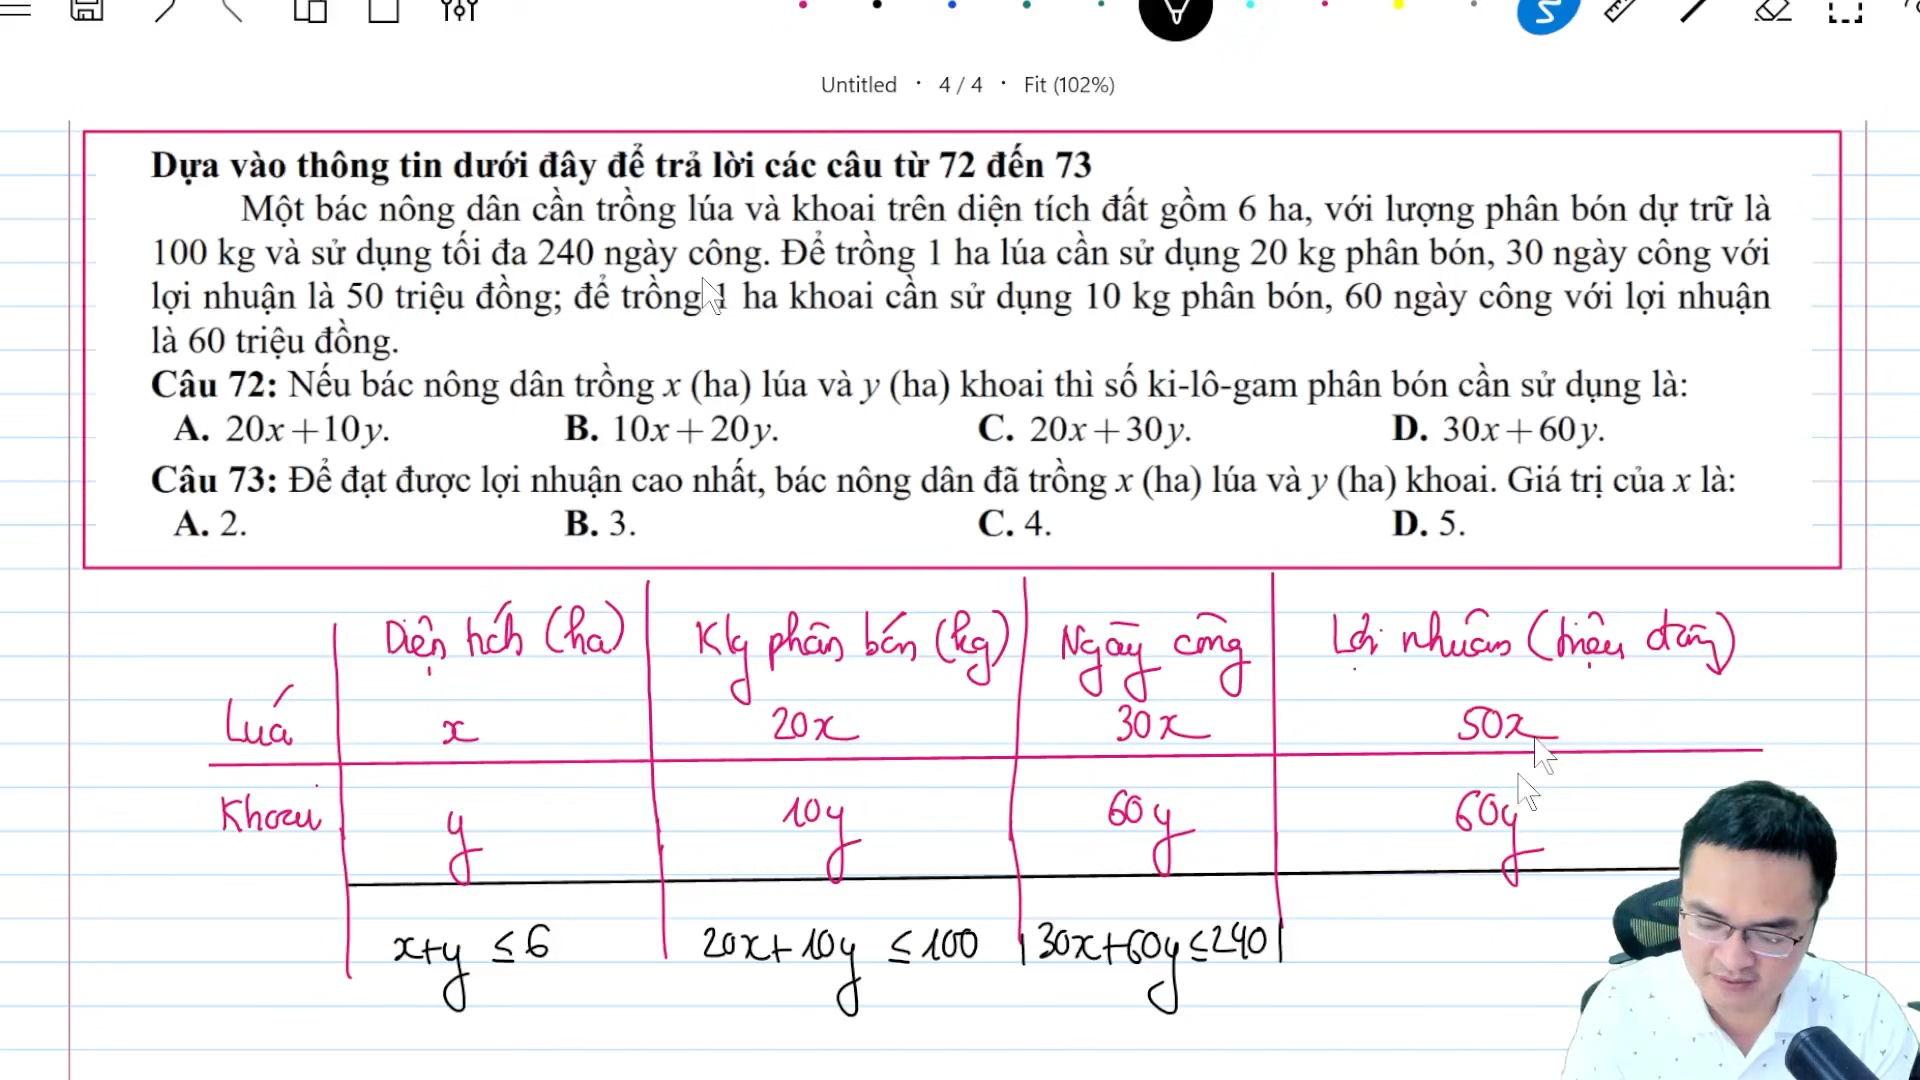 Untitled · 4 / 4 · Fit (102%)
Dựa vào thông tin dưới đây để trả lời các câu từ 72 đến 73
Một bác nông dân cần trồng lúa và khoai trên diện tích đất gồm 6 ha, với lượng phân bón dự trữ là
100 kg và sử dụng tối đa 240 ngày công. Để trồng 1 ha lúa cần sử dụng 20 kg phân bón, 30 ngày công với
lợi nhuận là 50 triệu đồng; để trồng 1 ha khoai cần sử dụng 10 kg phân bón, 60 ngày công với lợi nhuận
là 60 triệu đồng.
Câu 72: Nếu bác nông dân trồng x (ha) lúa và y (ha) khoai thì số ki-lô-gam phân bón cần sử dụng là:
A. 20x+10y. B. 10x+20y. C. 20x+30y. D. 30x+60y.
Câu 73: Để đạt được lợi nhuận cao nhất, bác nông dân đã trồng x (ha) lúa và y (ha) khoai. Giá trị của x là:
A. 2. B. 3. C. 4. D. 5.
Diện tích (ha) Klg phân bón (kg) Ngày công Lợi nhuận (triệu đồng)
Luá x 20x 30x 50x
Khoai y 10y 60y 60y
x+y ≤ 6 20x+10y ≤ 100 30x+60y ≤ 240